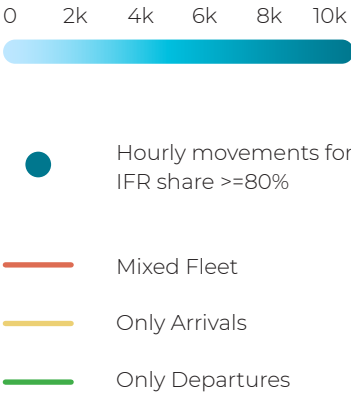 0 2k 4k 6k 8k 10k
Hourly movements for
IFR share >=80%
Mixed Fleet
Only Arrivals
Only Departures